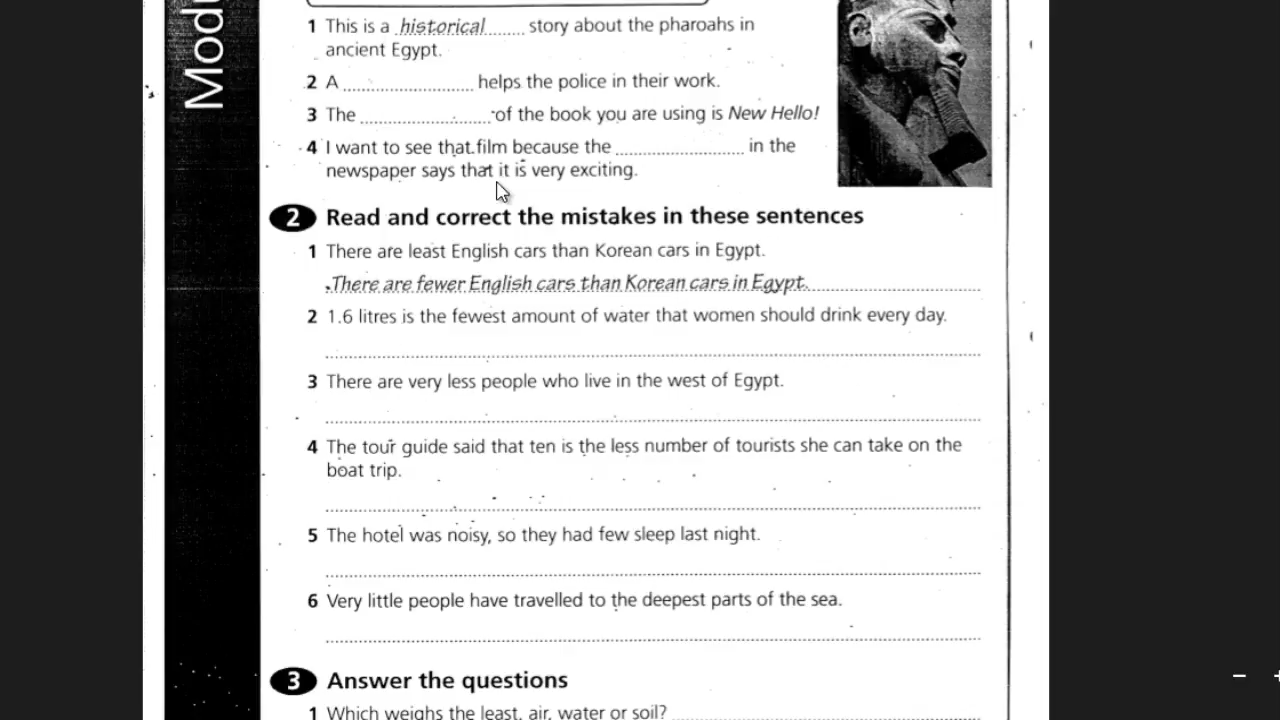 Modu
1 This is a historical story about the pharoahs in
ancient Egypt.
2 A ........................ helps the police in their work.
3 The ........................ of the book you are using is New Hello!
4 I want to see that film because the ........................ in the
newspaper says that it is very exciting.
2 Read and correct the mistakes in these sentences
1 There are least English cars than Korean cars in Egypt.
There are fewer English cars than Korean cars in Egypt.
2 1.6 litres is the fewest amount of water that women should drink every day.
3 There are very less people who live in the west of Egypt.
4 The tour guide said that ten is the less number of tourists she can take on the
boat trip.
5 The hotel was noisy, so they had few sleep last night.
6 Very little people have travelled to the deepest parts of the sea.
3 Answer the questions
1 Which weighs the least, air, water or soil?